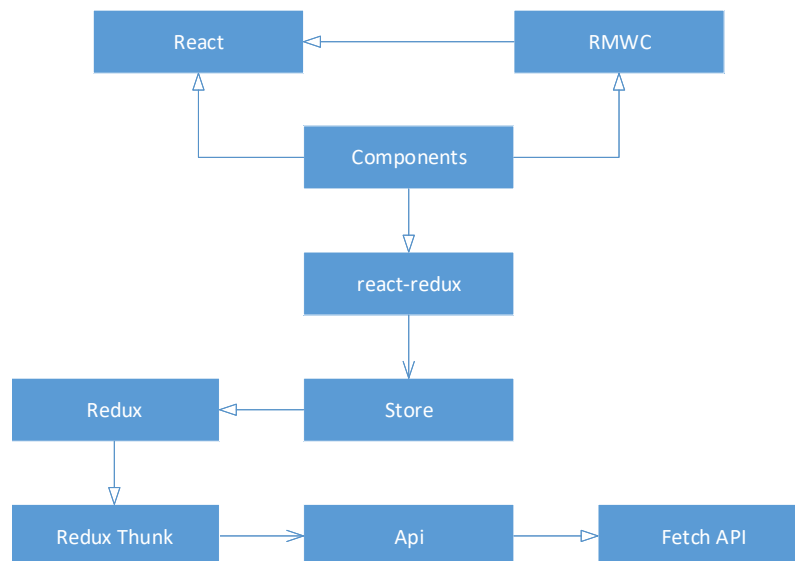 React
RMWC
Components
react-redux
Redux
Store
Redux Thunk
Api
Fetch API